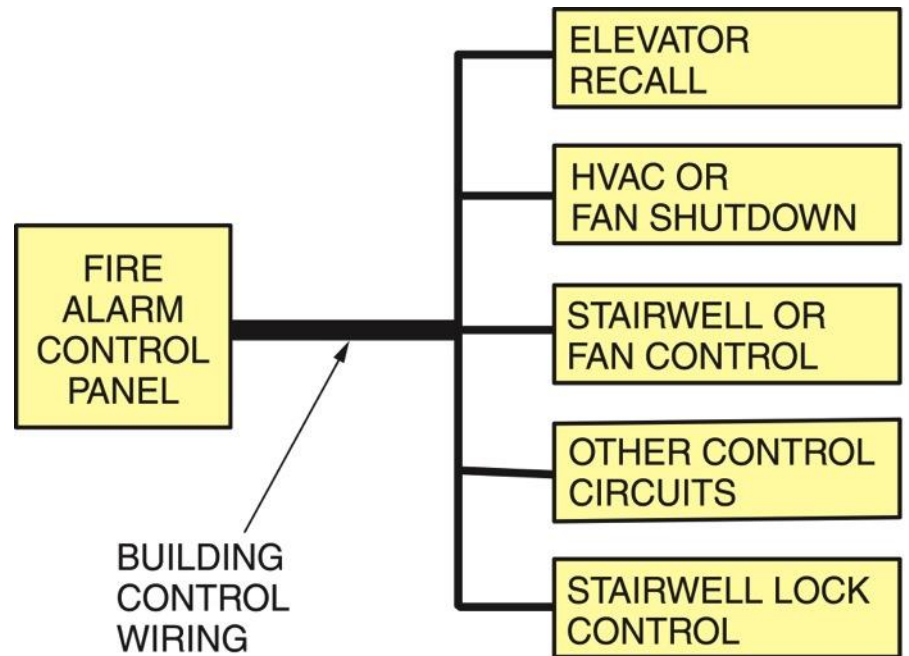 FIRE
ALARM
CONTROL
PANEL
BUILDING
CONTROL
WIRING
ELEVATOR
RECALL
HVAC OR
FAN SHUTDOWN
STAIRWELL OR
FAN CONTROL
OTHER CONTROL
CIRCUITS
STAIRWELL LOCK
CONTROL